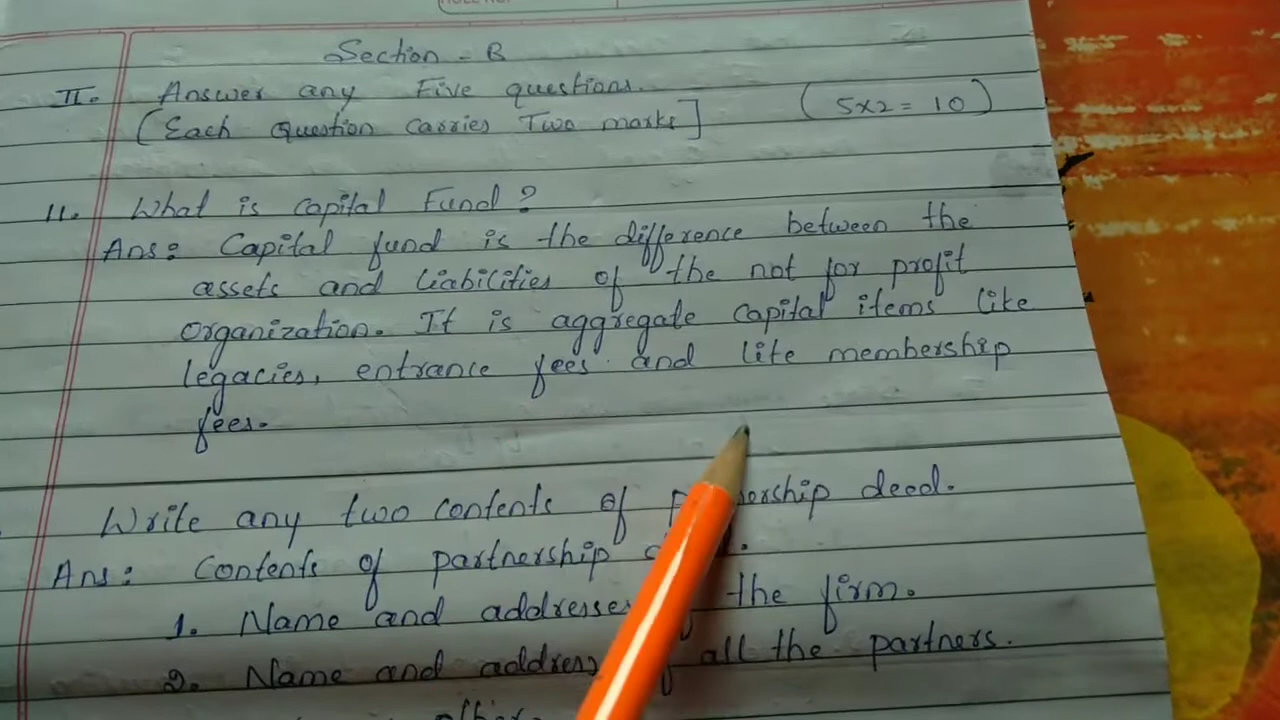 Section - B
II. Answer any Five questions. (5x2=10)
[Each question carries Two marks]
11. What is capital Fund?
Ans: Capital fund is the difference between the
assets and liabilities of the not for profit
organization. It is aggregate capital items like
legacies, entrance fees and life membership
fees.
Write any two contents of deed.
Ans: Contents of partnership
1. Name and addresses the firm.
2. Name and address all the partners.